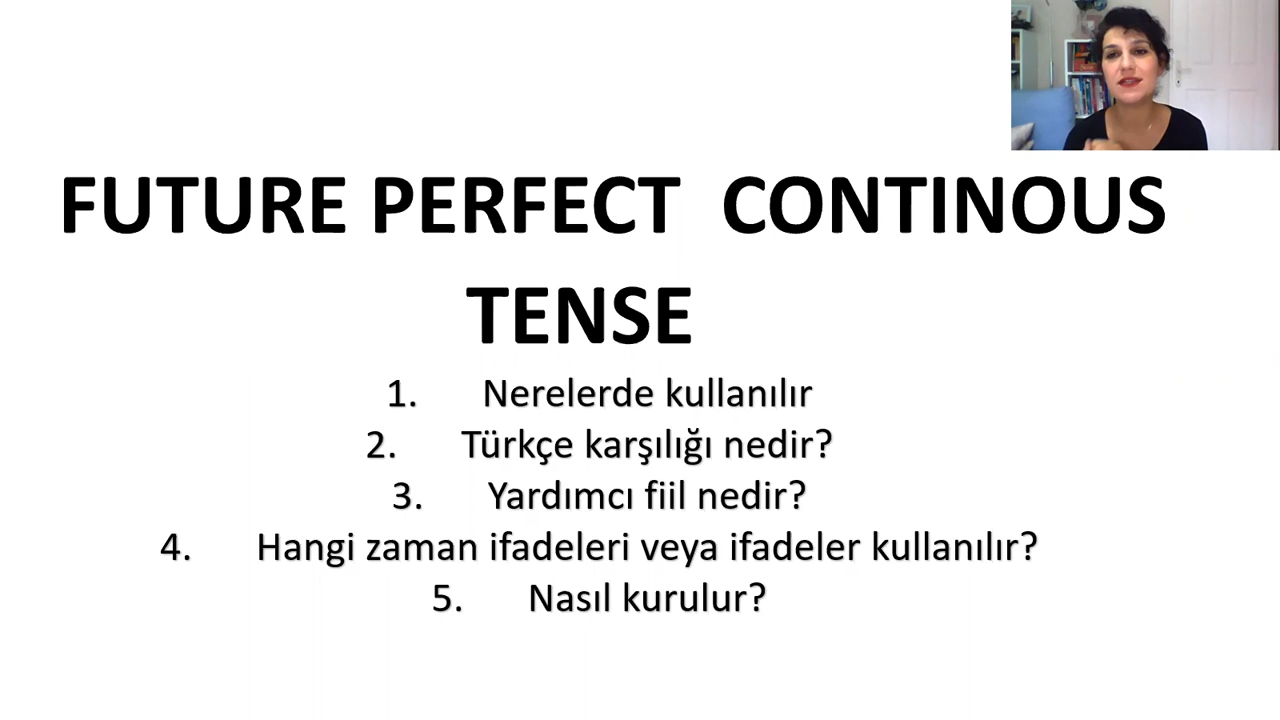 FUTURE PERFECT CONTINOUS
TENSE
1. Nerelerde kullanılır
2. Türkçe karşılığı nedir?
3. Yardımcı fiil nedir?
4. Hangi zaman ifadeleri veya ifadeler kullanılır?
5. Nasıl kurulur?